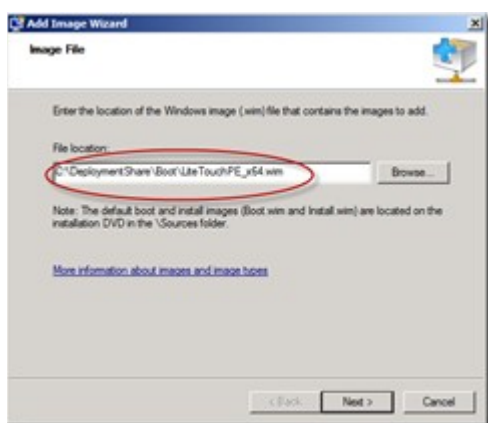 Add Image Wizard
Image File
Enter the location of the Windows image (.wim) file that contains the images to add.
File location:
C:\DeploymentShare\Boot\LiteTouchPE_x64.wim
Browse...
Note: The default boot and install images (Boot.wim and Install.wim) are located on the
installation DVD in the \Sources folder.
More information about images and image types
< Back
Next >
Cancel